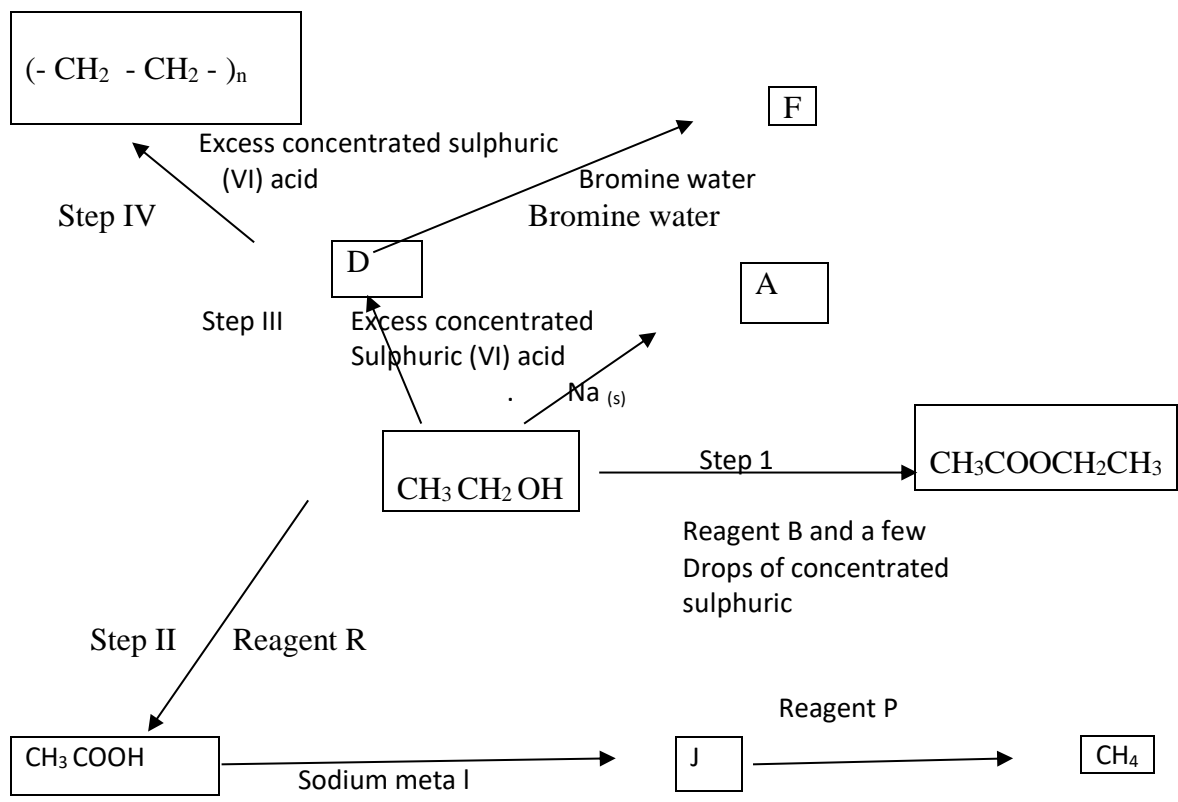 (- CH₂ - CH₂ - )ₙ
F
Excess concentrated sulphuric
(VI) acid
Bromine water
Step IV
Bromine water
D
A
Step III
Excess concentrated
Sulphuric (VI) acid
.
Na (s)
CH₃ CH₂ OH
Step 1
CH₃COOCH₂CH₃
Reagent B and a few
Drops of concentrated
sulphuric
Step II
Reagent R
Reagent P
CH₃ COOH
Sodium meta l
J
CH₄